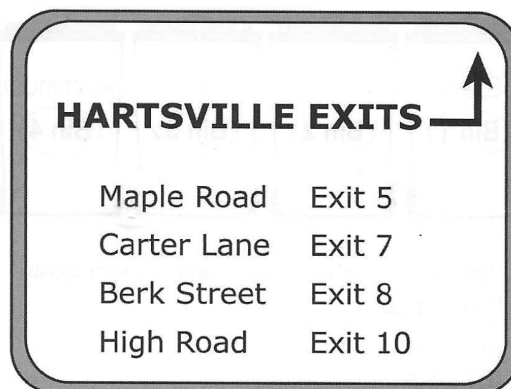 HARTSVILLE EXITS
Maple Road Exit 5
Carter Lane Exit 7
Berk Street Exit 8
High Road Exit 10